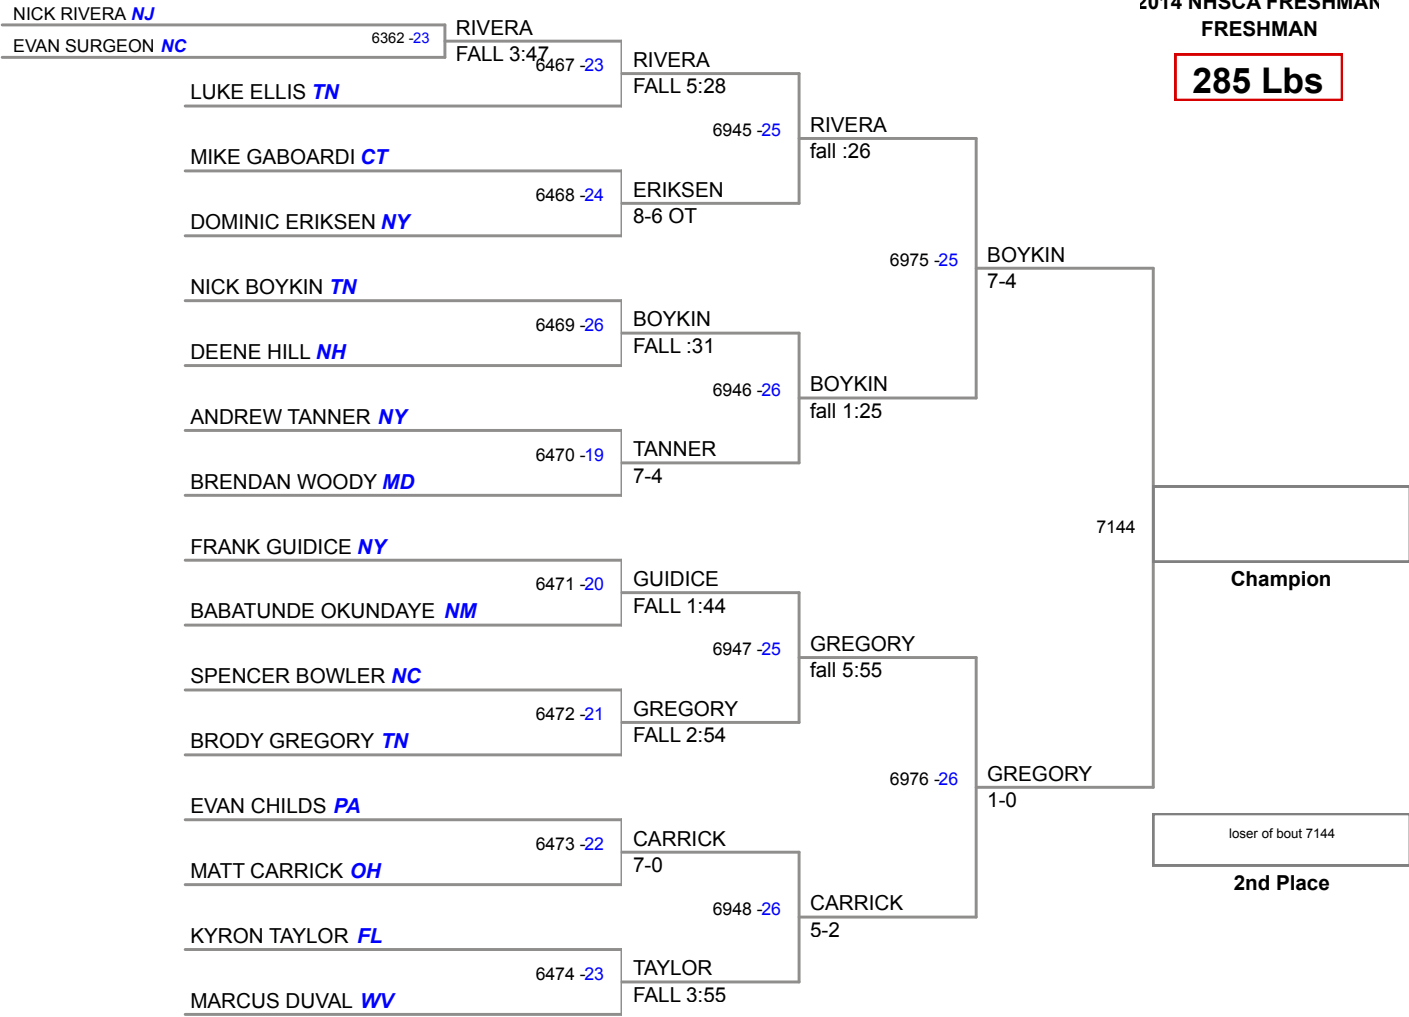 2014 NHSCA FRESHMAN
FRESHMAN
285 Lbs
NICK RIVERA NJ
EVAN SURGEON NC
6362 -23
RIVERA
FALL 3:47
LUKE ELLIS TN
6467 -23
RIVERA
FALL 5:28
MIKE GABOARDI CT
DOMINIC ERIKSEN NY
6468 -24
ERIKSEN
8-6 OT
6945 -25
RIVERA
fall :26
NICK BOYKIN TN
DEENE HILL NH
6469 -26
BOYKIN
FALL :31
ANDREW TANNER NY
BRENDAN WOODY MD
6470 -19
TANNER
7-4
6946 -26
BOYKIN
fall 1:25
6975 -25
BOYKIN
7-4
FRANK GUIDICE NY
BABATUNDE OKUNDAYE NM
6471 -20
GUIDICE
FALL 1:44
SPENCER BOWLER NC
BRODY GREGORY TN
6472 -21
GREGORY
FALL 2:54
6947 -25
GREGORY
fall 5:55
EVAN CHILDS PA
MATT CARRICK OH
6473 -22
CARRICK
7-0
KYRON TAYLOR FL
MARCUS DUVAL WV
6474 -23
TAYLOR
FALL 3:55
6948 -26
CARRICK
5-2
6976 -26
GREGORY
1-0
7144
Champion
loser of bout 7144
2nd Place